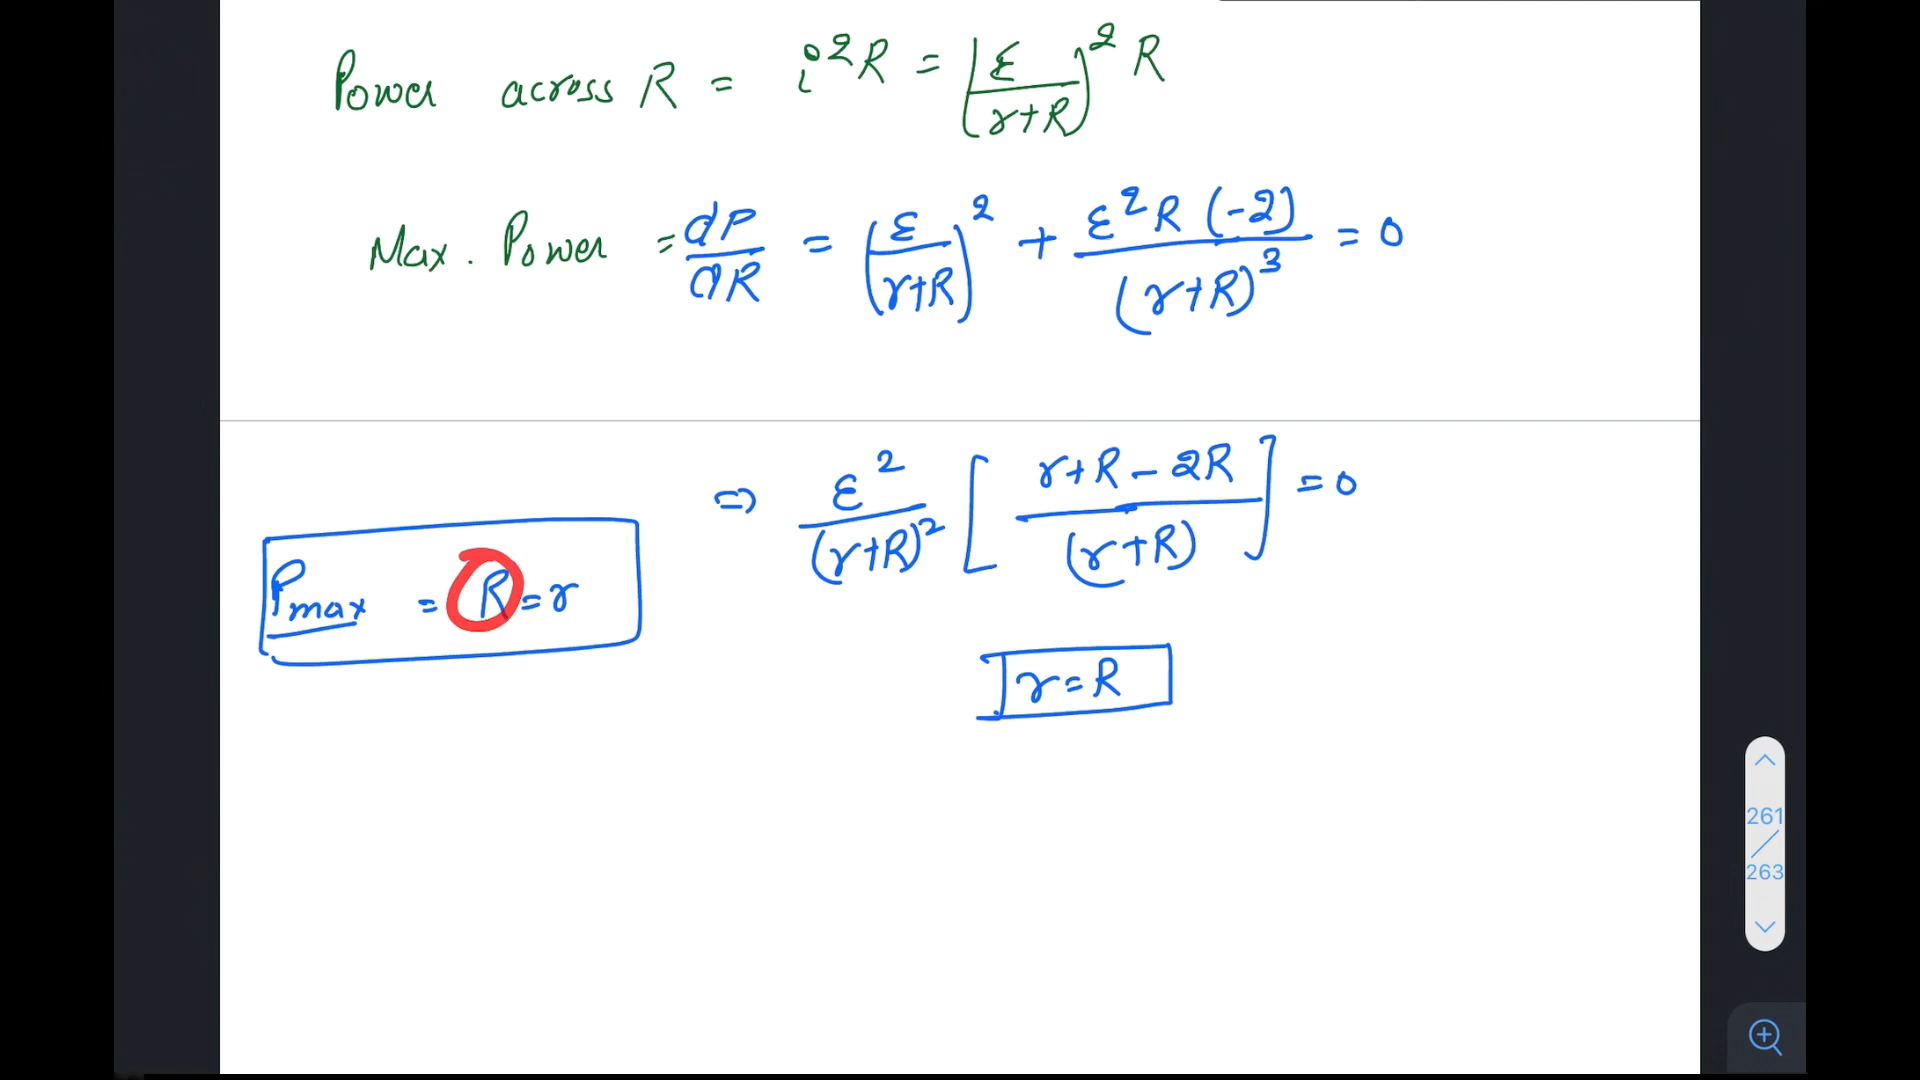 Power across R = i²R = (ε/(r+R))² R
Max. Power = dP/dR = (ε/(r+R))² + ε²R(-2)/(r+R)³ = 0
⇒ ε²/(r+R)² [(r+R-2R)/(r+R)] = 0
Pmax = R=r
r=R
261
263